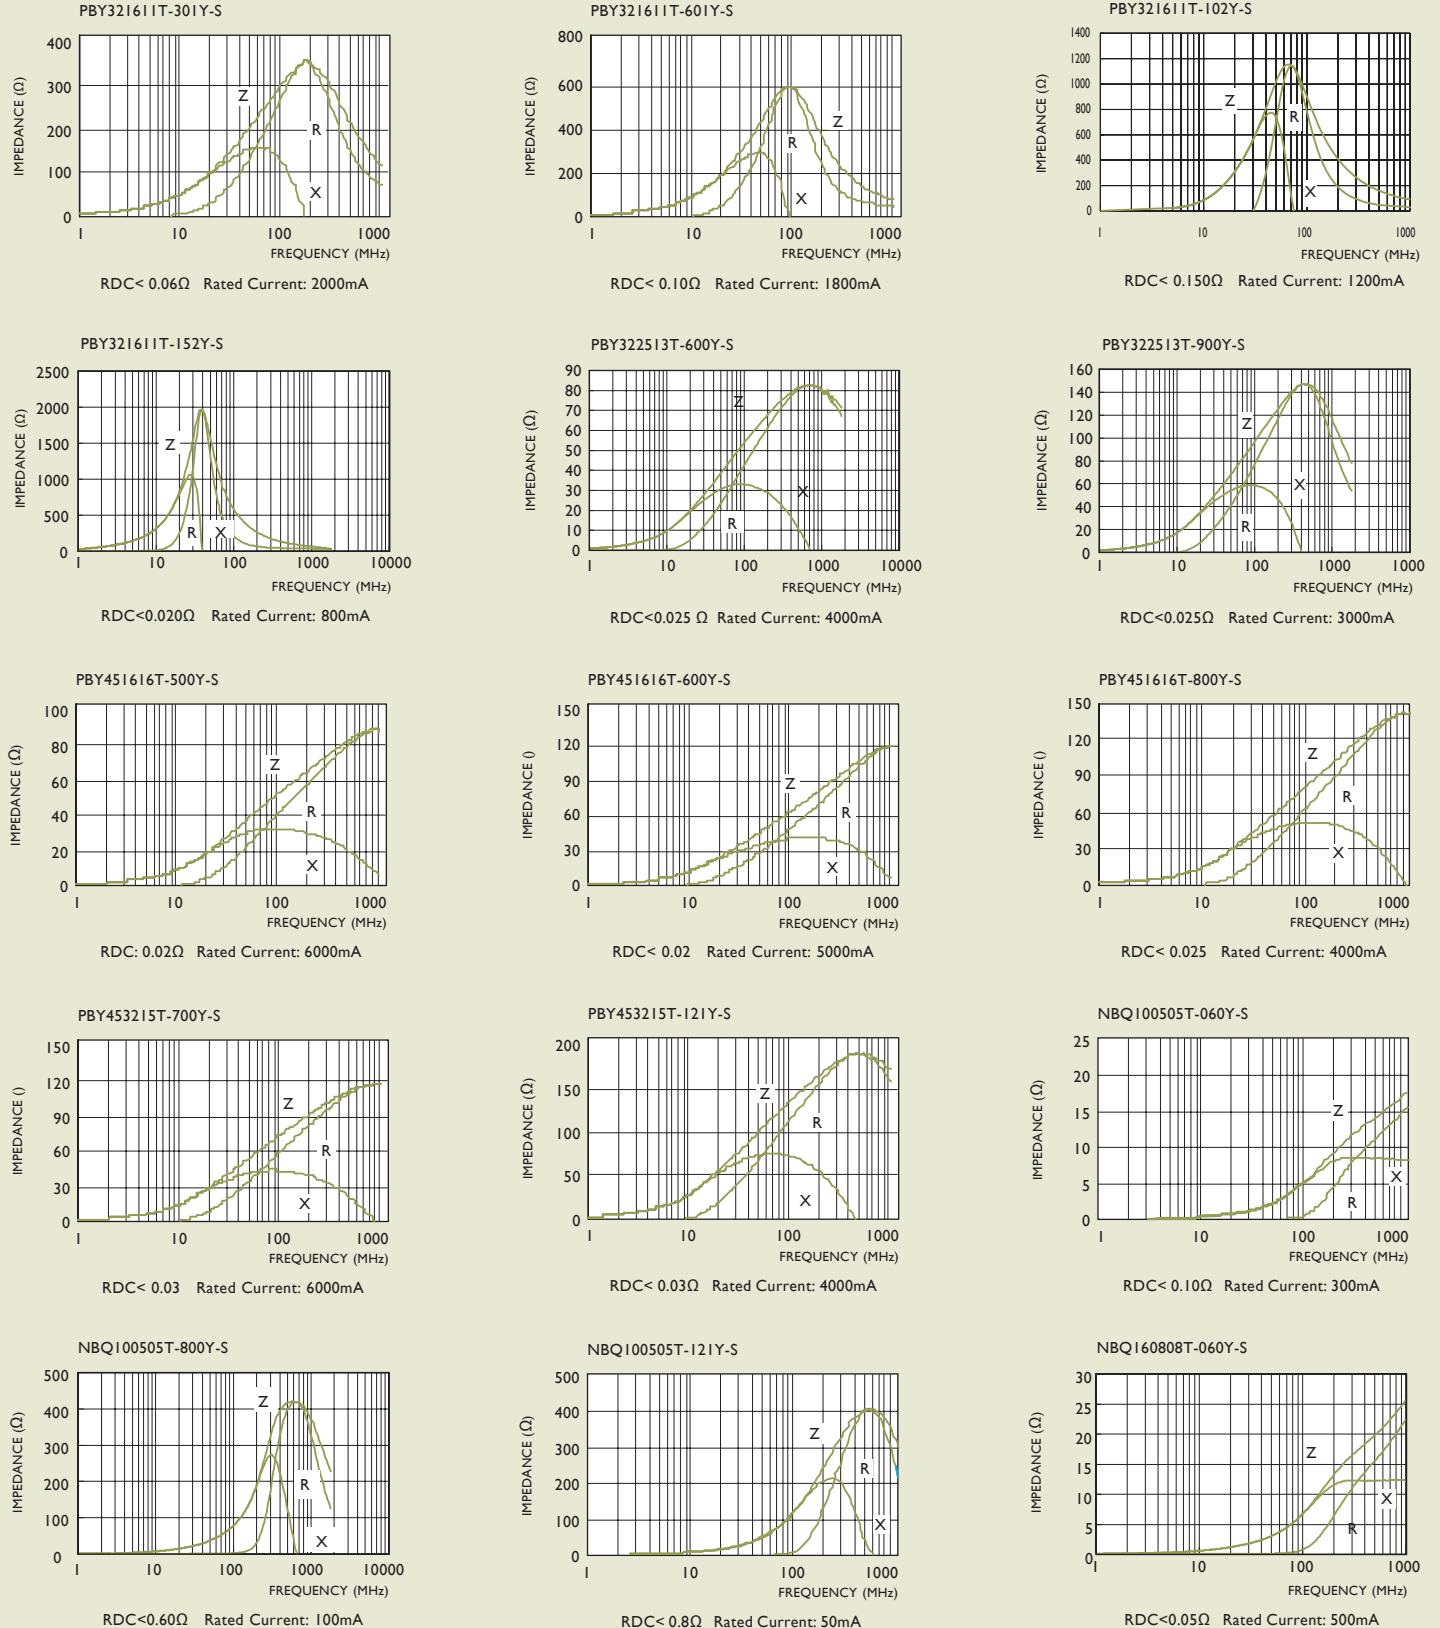 PBY321611T-301Y-S
IMPEDANCE (Ω)
400
300
200
100
0
Z
R
X
1 10 100 1000
FREQUENCY (MHz)
RDC< 0.06Ω Rated Current: 2000mA
PBY321611T-601Y-S
IMPEDANCE (Ω)
800
600
400
200
0
Z
R
X
1 10 100 1000
FREQUENCY (MHz)
RDC< 0.10Ω Rated Current: 1800mA
PBY321611T-102Y-S
IMPEDANCE (Ω)
1400
1200
1000
800
600
400
200
0
Z
R
X
1 10 100 1000
FREQUENCY (MHz)
RDC< 0.150Ω Rated Current: 1200mA
PBY321611T-152Y-S
IMPEDANCE (Ω)
2500
2000
1500
1000
500
0
Z
R X
1 10 100 1000 10000
FREQUENCY (MHz)
RDC<0.020Ω Rated Current: 800mA
PBY322513T-600Y-S
IMPEDANCE (Ω)
90
80
70
60
50
40
30
20
10
0
Z
X
R
1 10 100 1000 10000
FREQUENCY (MHz)
RDC<0.025 Ω Rated Current: 4000mA
PBY322513T-900Y-S
IMPEDANCE (Ω)
160
140
120
100
80
60
40
20
0
Z
X
R
1 10 100 1000 1000
FREQUENCY (MHz)
RDC<0.025Ω Rated Current: 3000mA
PBY451616T-500Y-S
IMPEDANCE (Ω)
100
80
60
40
20
0
Z
R
X
1 10 100 1000
FREQUENCY (MHz)
RDC: 0.02Ω Rated Current: 6000mA
PBY451616T-600Y-S
IMPEDANCE ()
150
120
90
60
30
0
Z
R
X
1 10 100 1000
FREQUENCY (MHz)
RDC< 0.02 Rated Current: 5000mA
PBY451616T-800Y-S
IMPEDANCE ()
150
120
90
60
30
0
Z
R
X
1 10 100 1000
FREQUENCY (MHz)
RDC< 0.025 Rated Current: 4000mA
PBY453215T-700Y-S
IMPEDANCE ()
150
120
90
60
30
0
Z
R
X
1 10 100 1000
FREQUENCY (MHz)
RDC< 0.03 Rated Current: 6000mA
PBY453215T-121Y-S
IMPEDANCE (Ω)
200
150
100
50
0
Z
R
X
1 10 100 1000
FREQUENCY (MHz)
RDC< 0.03Ω Rated Current: 4000mA
NBQ100505T-060Y-S
IMPEDANCE (Ω)
25
20
15
10
5
0
Z
X
R
1 10 100 1000
FREQUENCY (MHz)
RDC< 0.10Ω Rated Current: 300mA
NBQ100505T-800Y-S
IMPEDANCE (Ω)
500
400
300
200
100
0
Z
R
X
1 10 100 1000 10000
FREQUENCY (MHz)
RDC<0.60Ω Rated Current: 100mA
NBQ100505T-121Y-S
IMPEDANCE (Ω)
500
400
300
200
100
0
Z
R
X
1 10 100 1000
FREQUENCY (MHz)
RDC< 0.8Ω Rated Current: 50mA
NBQ160808T-060Y-S
IMPEDANCE (Ω)
30
25
20
15
10
5
0
Z
X
R
1 10 100 1000
FREQUENCY (MHz)
RDC<0.05Ω Rated Current: 500mA